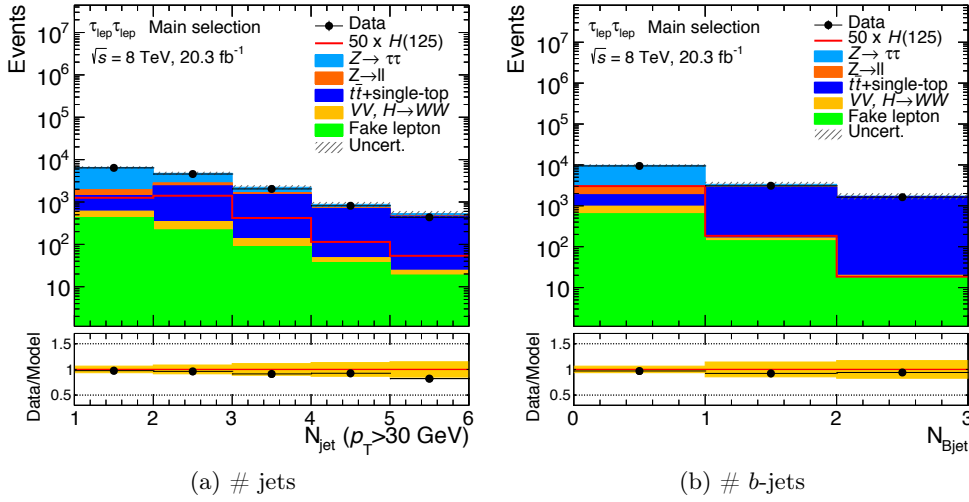 Events
10⁷
10⁶
10⁵
10⁴
10³
10²
10
τlepτlep Main selection
√s = 8 TeV, 20.3 fb⁻¹
Data
50 x H(125)
Z→ ττ
Z→ll
tt̄+single-top
VV, H→WW
Fake lepton
Uncert.
Data/Model
1.5
1
0.5
1 2 3 4 5 6
Njet (pT>30 GeV)
(a) # jets
Events
10⁷
10⁶
10⁵
10⁴
10³
10²
10
τlepτlep Main selection
√s = 8 TeV, 20.3 fb⁻¹
Data
50 x H(125)
Z→ ττ
Z→ll
tt̄+single-top
VV, H→WW
Fake lepton
Uncert.
Data/Model
1.5
1
0.5
0 1 2 3
NBjet
(b) # b-jets